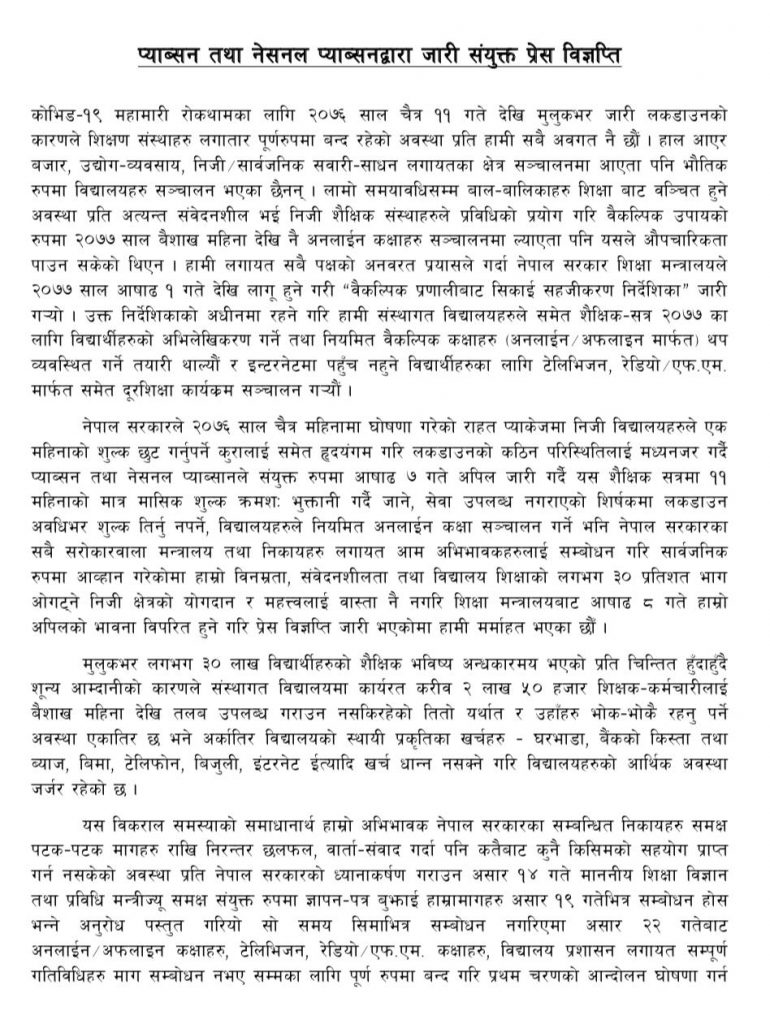 प्याब्सन तथा नेसनल प्याब्सनद्वारा जारी संयुक्त प्रेस विज्ञप्ति
कोभिड-१९ महामारी रोकथामका लागि २०७६ साल चैत्र ११ गते देखि मुलुकभर जारी लकडाउनको
कारणले शिक्षण संस्थाहरु लगातार पूर्णरुपमा बन्द रहेको अवस्था प्रति हामी सबै अवगत नै छौं । हाल आएर
बजार, उद्योग-व्यवसाय, निजी/सार्वजनिक सवारी-साधन लगायतका क्षेत्र सञ्चालनमा आएता पनि भौतिक
रुपमा विद्यालयहरु सञ्चालन भएका छैनन् । लामो समयावधिसम्म बाल-बालिकाहरु शिक्षा बाट वञ्चित हुने
अवस्था प्रति अत्यन्त संवेदनशील भई निजी शैक्षिक संस्थाहरुले प्रविधिको प्रयोग गरि वैकल्पिक उपायको
रुपमा २०७७ साल बैशाख महिना देखि नै अनलाईन कक्षाहरु सञ्चालनमा ल्याएता पनि यसले औपचारिकता
पाउन सकेको थिएन । हामी लगायत सबै पक्षको अनवरत प्रयासले गर्दा नेपाल सरकार शिक्षा मन्त्रालयले
२०७७ साल आषाढ १ गते देखि लागू हुने गरी “वैकल्पिक प्रणालीबाट सिकाई सहजीकरण निर्देशिका” जारी
गर्‍यो । उक्त निर्देशिकाको अधीनमा रहने गरि हामी संस्थागत विद्यालयहरुले समेत शैक्षिक-सत्र २०७७ का
लागि विद्यार्थीहरुको अभिलेखिकरण गर्ने तथा नियमित वैकल्पिक कक्षाहरु (अनलाईन/अफलाइन मार्फत) थप
व्यवस्थित गर्ने तयारी थाल्यौं र इन्टरनेटमा पहुँच नहुने विद्यार्थीहरुका लागि टेलिभिजन, रेडियो/एफ.एम.
मार्फत समेत दूरशिक्षा कार्यक्रम सञ्चालन गर्‍यौं ।
नेपाल सरकारले २०७६ साल चैत्र महिनामा घोषणा गरेको राहत प्याकेजमा निजी विद्यालयहरुले एक
महिनाको शुल्क छुट गर्नुपर्ने कुरालाई समेत हृदयंगम गरि लकडाउनको कठिन परिस्थितिलाई मध्यनजर गर्दै
प्याब्सन तथा नेसनल प्याब्सानले संयुक्त रुपमा आषाढ ७ गते अपिल जारी गर्दै यस शैक्षिक सत्रमा ११
महिनाको मात्र मासिक शुल्क क्रमशः भुक्तानी गर्दै जाने, सेवा उपलब्ध नगराएको शिर्षकमा लकडाउन
अवधिभर शुल्क तिर्नु नपर्ने, विद्यालयहरुले नियमित अनलाईन कक्षा सञ्चालन गर्ने भनि नेपाल सरकारका
सबै सरोकारवाला मन्त्रालय तथा निकायहरु लगायत आम अभिभावकहरुलाई सम्बोधन गरि सार्वजनिक
रुपमा आव्हान गरेकोमा हाम्रो विनम्रता, संवेदनशीलता तथा विद्यालय शिक्षाको लगभग ३० प्रतिशत भाग
ओगट्ने निजी क्षेत्रको योगदान र महत्त्वलाई वास्ता नै नगरि शिक्षा मन्त्रालयबाट आषाढ ८ गते हाम्रो
अपिलको भावना विपरित हुने गरि प्रेस विज्ञप्ति जारी भएकोमा हामी मर्माहत भएका छौं ।
मुलुकभर लगभग ३० लाख विद्यार्थीहरुको शैक्षिक भविष्य अन्धकारमय भएको प्रति चिन्तित हुँदाहुँदै
शून्य आम्दानीको कारणले संस्थागत विद्यालयमा कार्यरत करीव २ लाख ५० हजार शिक्षक-कर्मचारीलाई
बैशाख महिना देखि तलब उपलब्ध गराउन नसकिरहेको तितो यर्थात र उहाँहरु भोक-भोकै रहनु पर्ने
अवस्था एकातिर छ भने अर्कातिर विद्यालयको स्थायी प्रकृतिका खर्चहरु - घरभाडा, बैंकको किस्ता तथा
ब्याज, बिमा, टेलिफोन, बिजुली, इंटरनेट ईत्यादि खर्च धान्न नसक्ने गरि विद्यालयहरुको आर्थिक अवस्था
जर्जर रहेको छ ।
यस विकराल समस्याको समाधानार्थ हाम्रो अभिभावक नेपाल सरकारका सम्बन्धित निकायहरु समक्ष
पटक-पटक मागहरु राखि निरन्तर छलफल, वार्ता-संवाद गर्दा पनि कतैबाट कुनै किसिमको सहयोग प्राप्त
गर्न नसकेको अवस्था प्रति नेपाल सरकारको ध्यानाकर्षण गराउन असार १४ गते माननीय शिक्षा विज्ञान
तथा प्रविधि मन्त्रीज्यू समक्ष संयुक्त रुपमा ज्ञापन-पत्र बुझाई हाम्रामागहरु असार १९ गतेभित्र सम्बोधन होस
भन्ने अनुरोध पस्तुत गरियो सो समय सिमाभित्र सम्बोधन नगरिएमा असार २२ गतेबाट
अनलाईन/अफलाइन कक्षाहरु, टेलिभिजन, रेडियो/एफ.एम. कक्षाहरु, विद्यालय प्रशासन लगायत सम्पूर्ण
गतिविधिहरु माग सम्बोधन नभए सम्मका लागि पूर्ण रुपमा बन्द गरि प्रथम चरणको आन्दोलन घोषणा गर्न